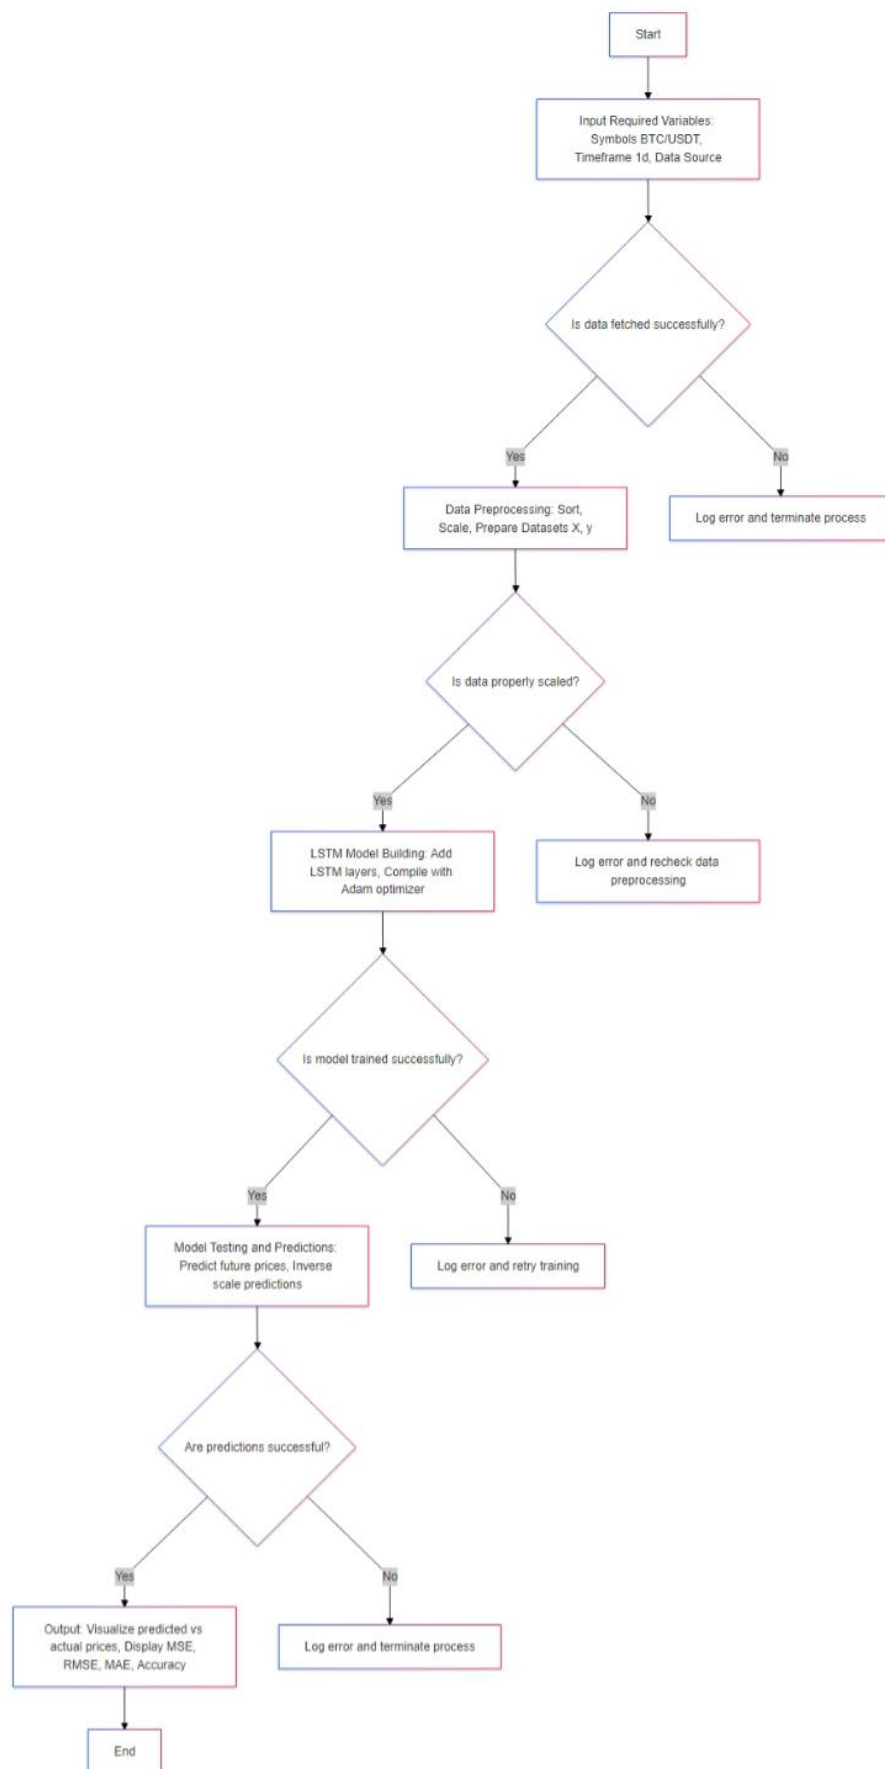 Start
Input Required Variables:
Symbols BTC/USDT,
Timeframe 1d, Data Source
Is data fetched successfully?
Yes
No
Data Preprocessing: Sort,
Scale, Prepare Datasets X, y
Log error and terminate process
Is data properly scaled?
Yes
No
LSTM Model Building: Add
LSTM layers, Compile with
Adam optimizer
Log error and recheck data
preprocessing
Is model trained successfully?
Yes
No
Model Testing and Predictions:
Predict future prices, Inverse
scale predictions
Log error and retry training
Are predictions successful?
Yes
No
Output: Visualize predicted vs
actual prices, Display MSE,
RMSE, MAE, Accuracy
Log error and terminate process
End